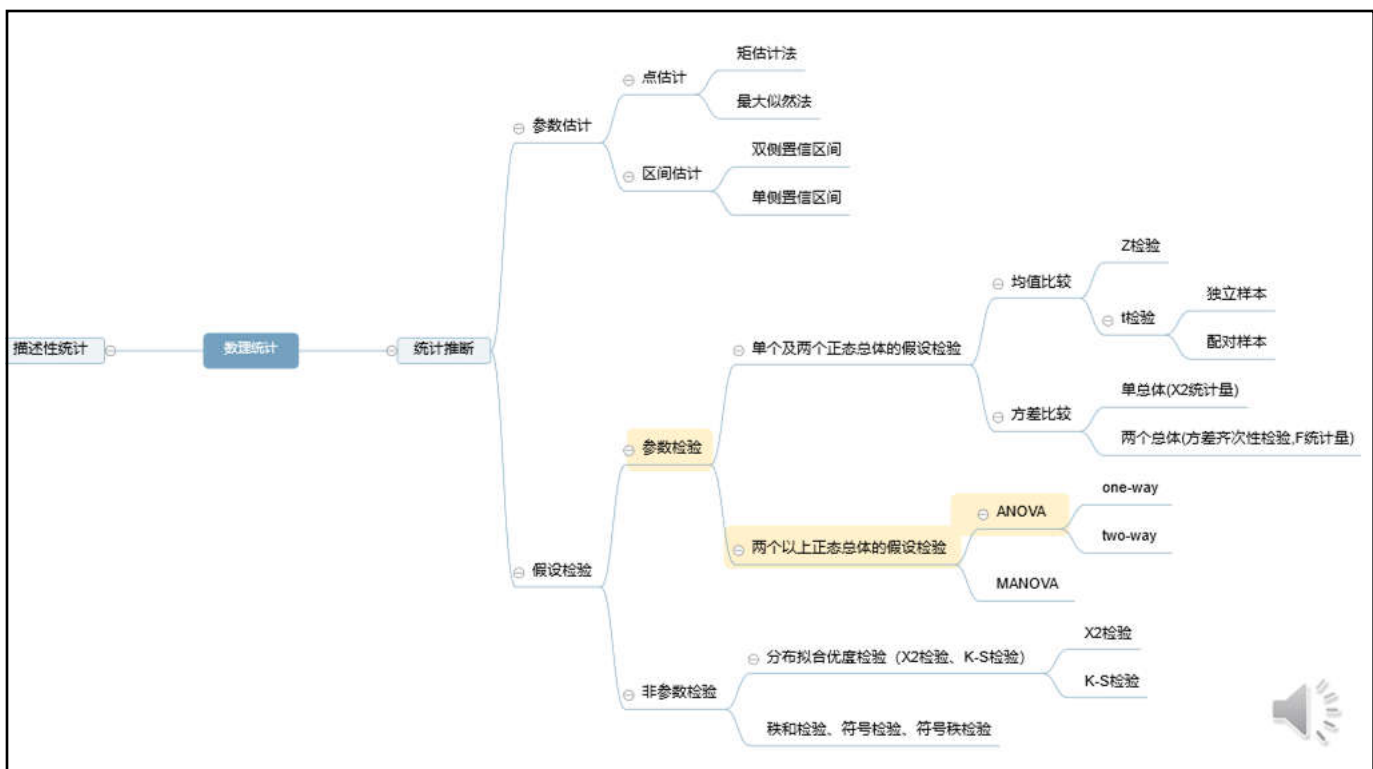 矩估计法
点估计
最大似然法
参数估计
双侧置信区间
区间估计
单侧置信区间
Z检验
均值比较
独立样本
t检验
配对样本
描述性统计
数理统计
统计推断
单个及两个正态总体的假设检验
单总体(X2统计量)
方差比较
两个总体(方差齐次性检验,F统计量)
参数检验
one-way
ANOVA
two-way
两个以上正态总体的假设检验
MANOVA
假设检验
X2检验
分布拟合优度检验（X2检验、K-S检验）
K-S检验
非参数检验
秩和检验、符号检验、符号秩检验